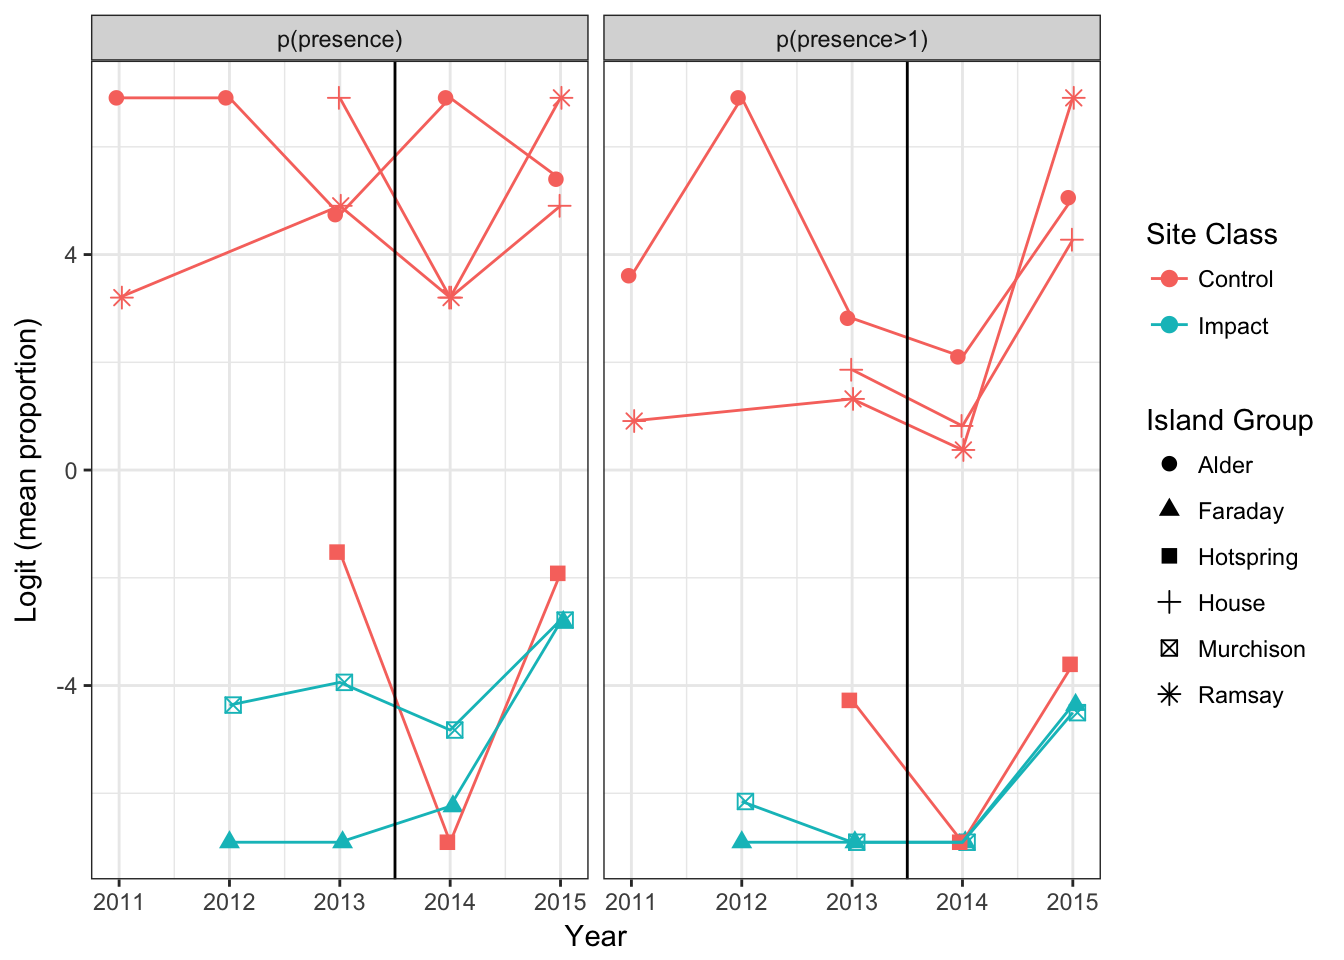 p(presence)
p(presence>1)
Logit (mean proportion)
4
0
-4
2011 2012 2013 2014 2015
2011 2012 2013 2014 2015
Year
Site Class
Control
Impact
Island Group
Alder
Faraday
Hotspring
House
Murchison
Ramsay